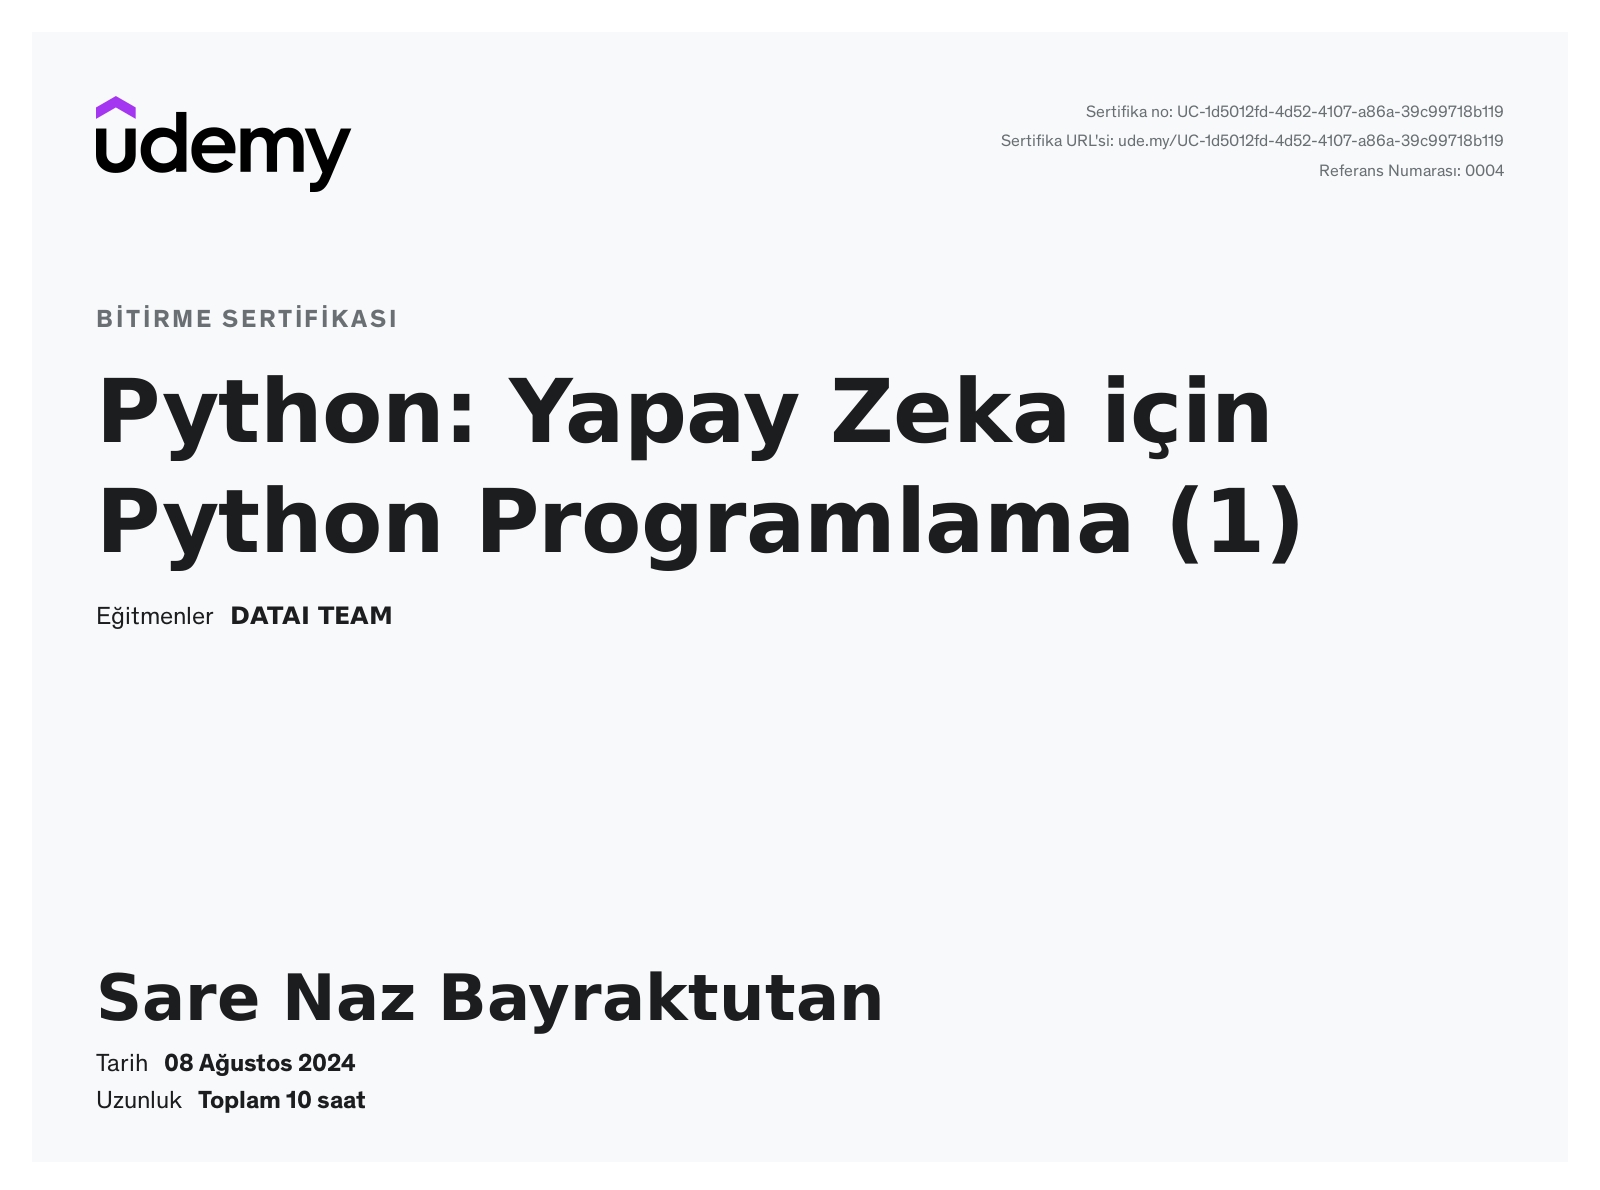 udemy
Sertifika no: UC-1d5012fd-4d52-4107-a86a-39c99718b119
Sertifika URL'si: ude.my/UC-1d5012fd-4d52-4107-a86a-39c99718b119
Referans Numarası: 0004
BİTİRME SERTİFİKASI
Python: Yapay Zeka için
Python Programlama (1)
Eğitmenler DATAI TEAM
Sare Naz Bayraktutan
Tarih 08 Ağustos 2024
Uzunluk Toplam 10 saat